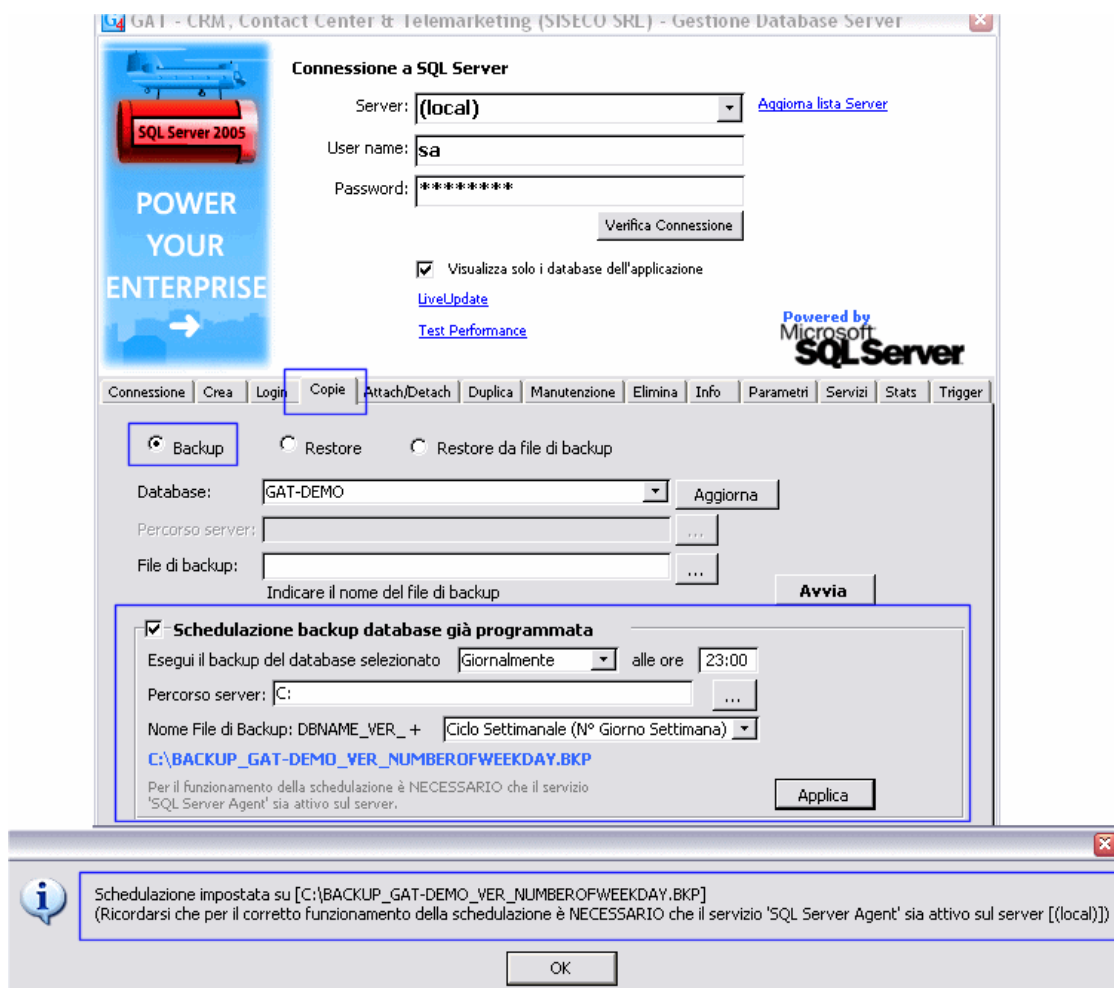 GAT - CRM, Contact Center & Telemarketing (SISECO SRL) - Gestione Database Server
SQL Server 2005
POWER
YOUR
ENTERPRISE
Connessione a SQL Server
Server: (local) Aggiorna lista Server
User name: sa
Password: ********
Verifica Connessione
Visualizza solo i database dell'applicazione
LiveUpdate
Test Performance
Powered by
Microsoft
SQL Server
Connessione Crea Login Copie Attach/Detach Duplica Manutenzione Elimina Info Parametri Servizi Stats Trigger
Backup Restore Restore da file di backup
Database: GAT-DEMO Aggiorna
Percorso server: ...
File di backup: ...
Indicare il nome del file di backup Avvia
Schedulazione backup database già programmata
Esegui il backup del database selezionato Giornalmente alle ore 23:00
Percorso server: C: ...
Nome File di Backup: DBNAME_VER_ + Ciclo Settimanale (N° Giorno Settimana)
C:\BACKUP_GAT-DEMO_VER_NUMBEROFWEEKDAY.BKP
Per il funzionamento della schedulazione è NECESSARIO che il servizio
'SQL Server Agent' sia attivo sul server. Applica
Schedulazione impostata su [C:\BACKUP_GAT-DEMO_VER_NUMBEROFWEEKDAY.BKP]
(Ricordarsi che per il corretto funzionamento della schedulazione è NECESSARIO che il servizio 'SQL Server Agent' sia attivo sul server [(local)])
OK